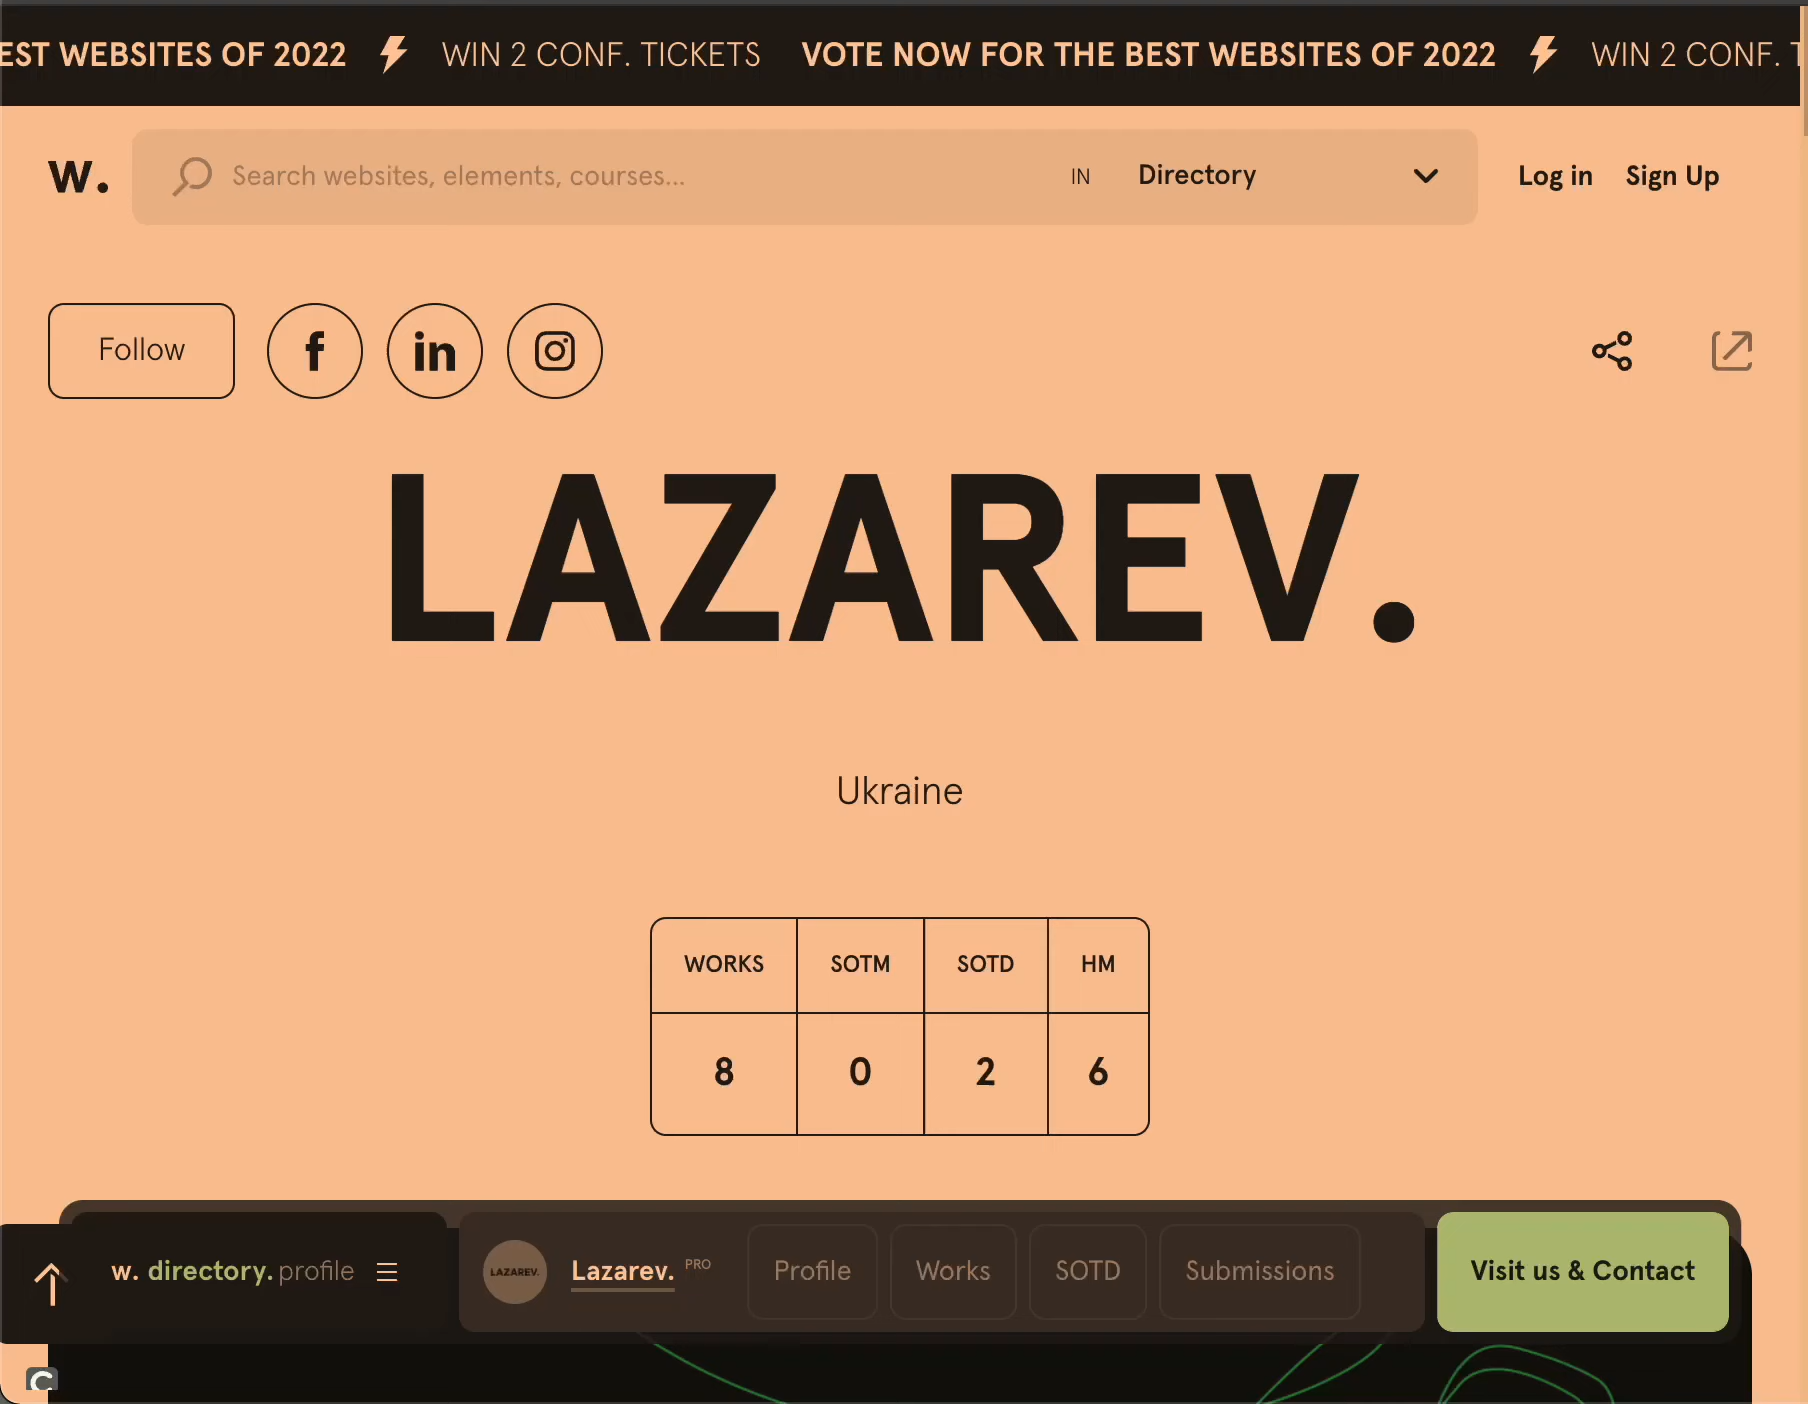 EST WEBSITES OF 2022 WIN 2 CONF. TICKETS VOTE NOW FOR THE BEST WEBSITES OF 2022 WIN 2 CONF. T
W. Search websites, elements, courses... IN Directory Log in Sign Up
Follow f in
LAZAREV.
Ukraine
WORKS SOTM SOTD HM
8 0 2 6
w. directory. profile LAZAREV. Lazarev. PRO Profile Works SOTD Submissions Visit us & Contact
C